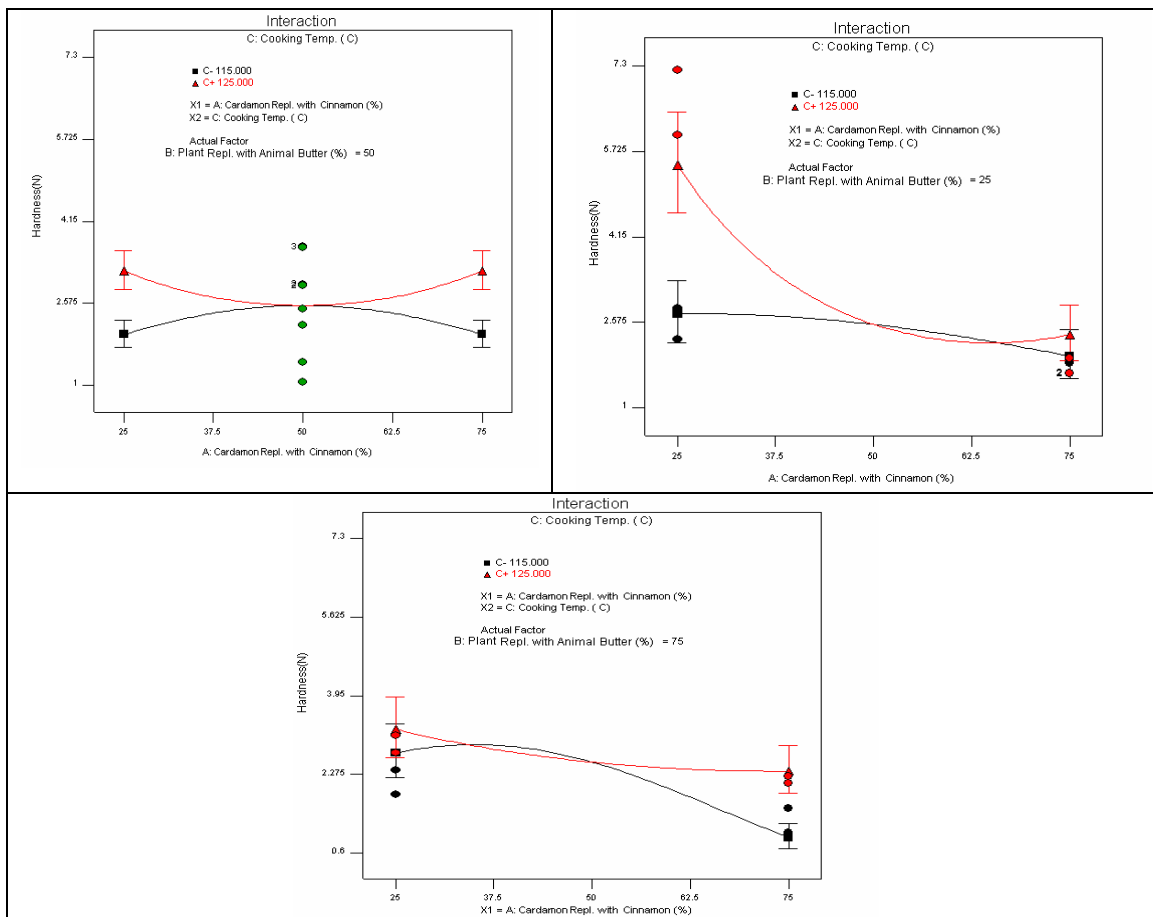 Interaction
C: Cooking Temp. ( C)
7.3
C- 115.000
C+ 125.000
X1 = A: Cardamon Repl. with Cinnamon (%)
X2 = C: Cooking Temp. ( C)
Actual Factor
B: Plant Repl. with Animal Butter (%) = 50
5.725
4.15
2.575
1
Hardness(N)
3
2
25 37.5 50 62.5 75
A: Cardamon Repl. with Cinnamon (%)
Interaction
C: Cooking Temp. ( C)
7.3
C- 115.000
C+ 125.000
X1 = A: Cardamon Repl. with Cinnamon (%)
X2 = C: Cooking Temp. ( C)
Actual Factor
B: Plant Repl. with Animal Butter (%) = 25
5.725
4.15
2.575
1
Hardness(N)
2
25 37.5 50 62.5 75
A: Cardamon Repl. with Cinnamon (%)
Interaction
C: Cooking Temp. ( C)
7.3
C- 115.000
C+ 125.000
X1 = A: Cardamon Repl. with Cinnamon (%)
X2 = C: Cooking Temp. ( C)
Actual Factor
B: Plant Repl. with Animal Butter (%) = 75
5.625
3.95
2.275
0.6
Hardness(N)
25 37.5 50 62.5 75
X1 = A: Cardamon Repl. with Cinnamon (%)